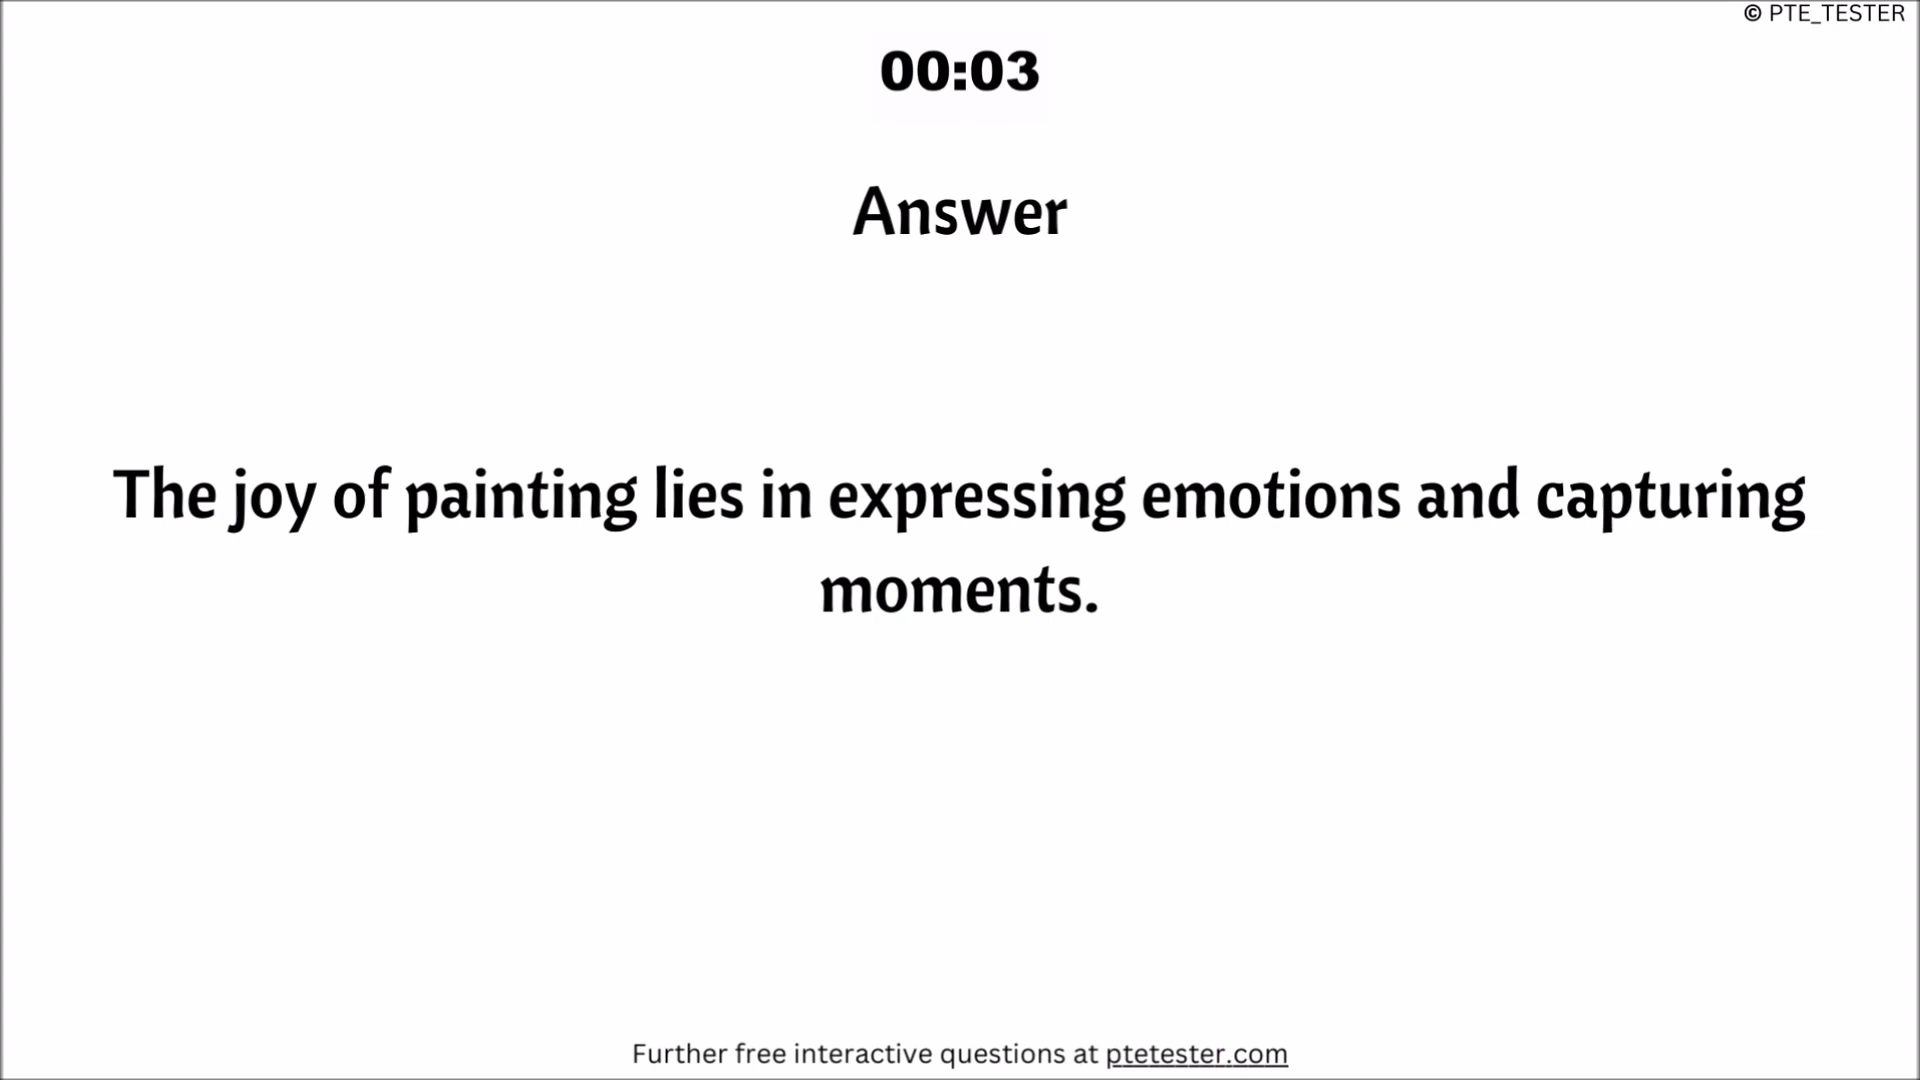 © PTE_TESTER
00:03
Answer
The joy of painting lies in expressing emotions and capturing
moments.
Further free interactive questions at ptetester.com